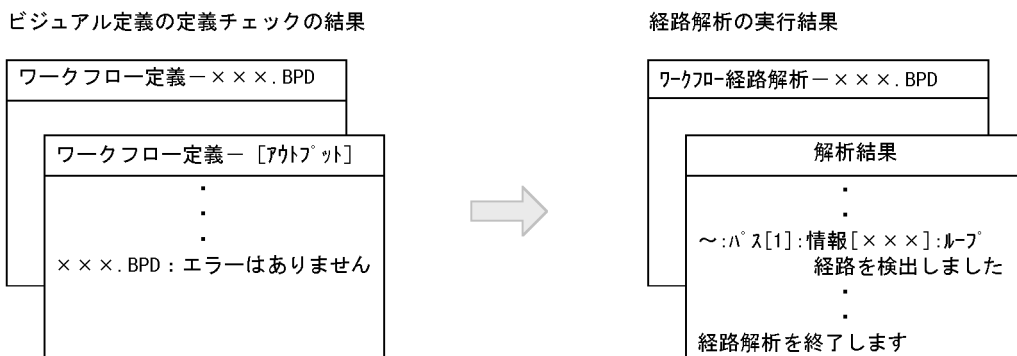 ビジュアル定義の定義チェックの結果
ワークフロー定義－×××.BPD
ワークフロー定義－［ｱｳﾄﾌﾟｯﾄ］
・
・
・
×××.BPD：エラーはありません
経路解析の実行結果
ﾜｰｸﾌﾛｰ経路解析－×××.BPD
解析結果
・
・
～:ﾊﾟｽ[1]:情報[×××]:ﾙｰﾌﾟ
経路を検出しました
・
・
経路解析を終了します